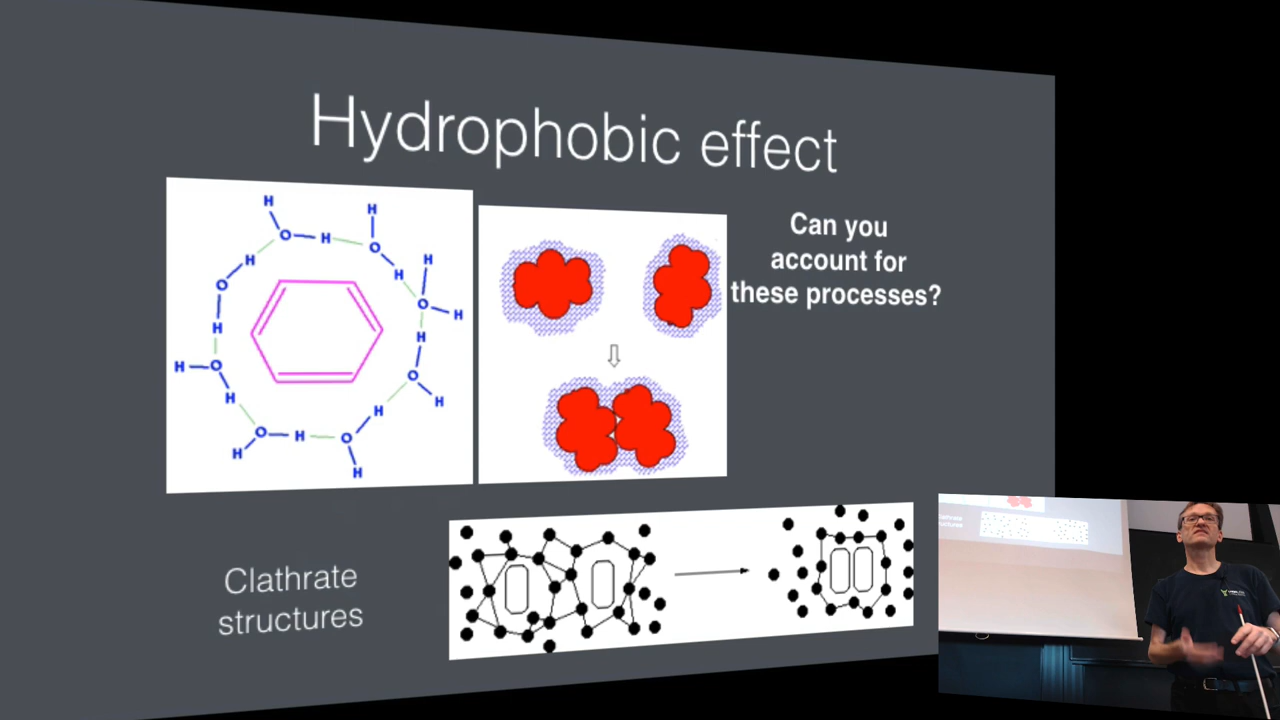 Hydrophobic effect
H H
O H O
H H
H
O O H
H H
H O O
H H
H
O H O
H H
Can you
account for
these processes?
Clathrate
structures